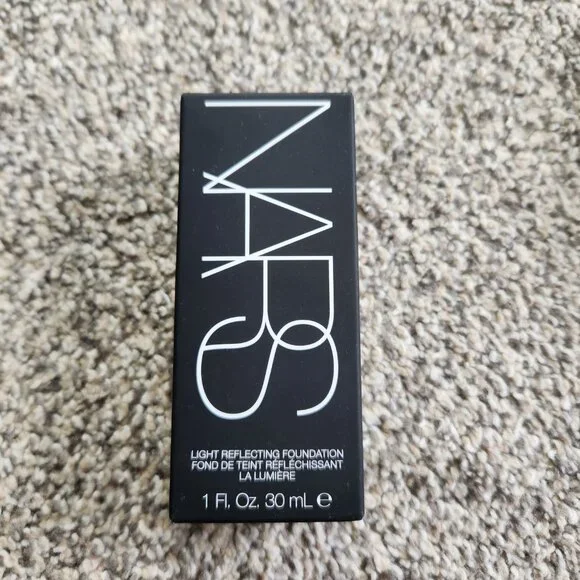 NARS
LIGHT REFLECTING FOUNDATION
FOND DE TEINT RÉFLÉCHISSANT
LA LUMIÈRE
1 Fl. Oz. 30 mL ℮